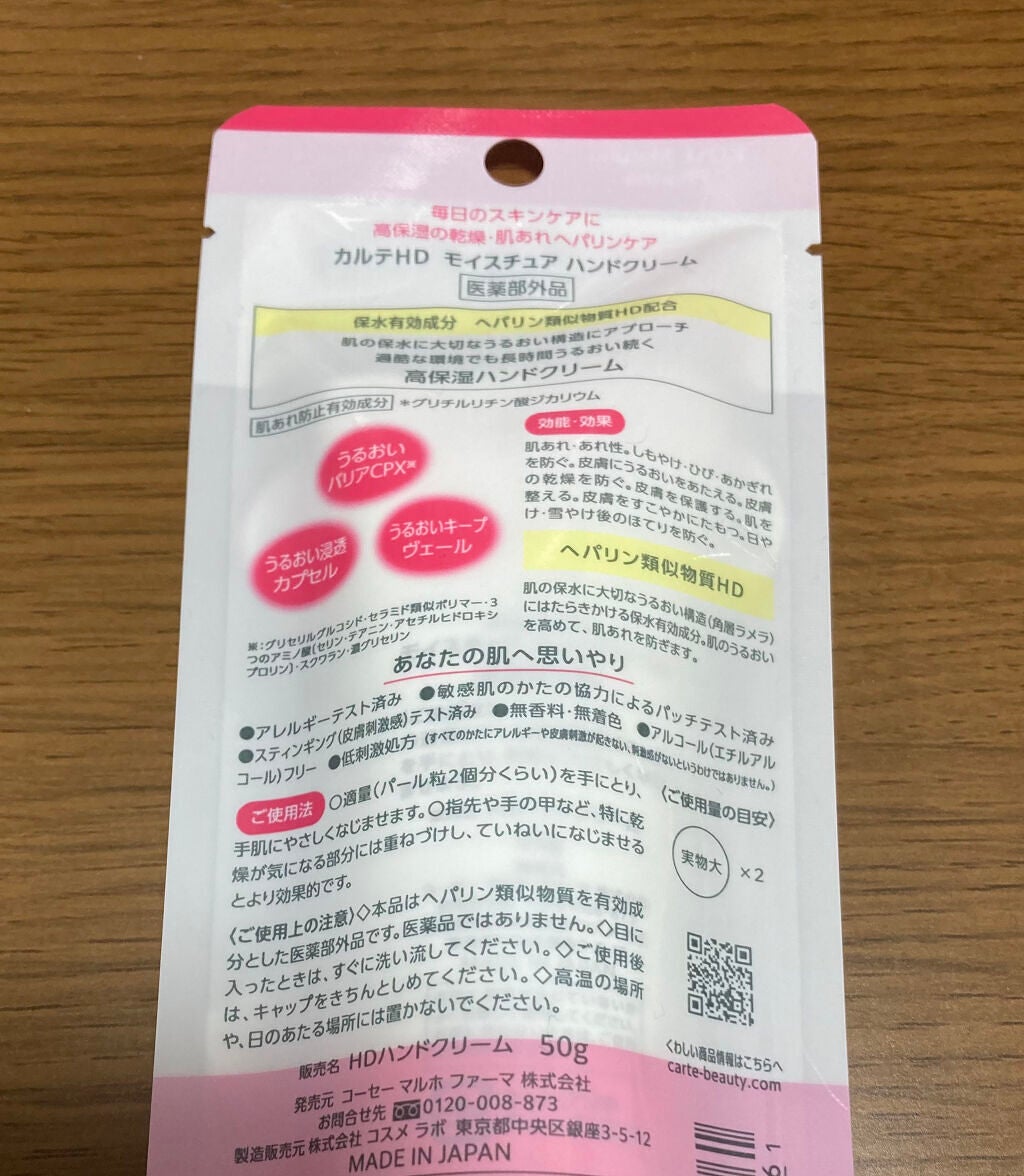 毎日のスキンケアに
高保湿の乾燥・肌あれヘパリンケア
カルテHD モイスチュア ハンドクリーム
医薬部外品
保水有効成分 ヘパリン類似物質HD配合
肌の保水に大切なうるおい構造にアプローチ
過酷な環境でも長時間うるおい続く
高保湿ハンドクリーム
肌あれ防止有効成分 *グリチルリチン酸ジカリウム
うるおい
バリアCPX※
うるおい浸透
カプセル
うるおいキープ
ヴェール
※:グリセリルグルコシド・セラミド類似ポリマー・3
つのアミノ酸〔セリン・テアニン・アセチルヒドロキシ
プロリン〕・スクワラン・濃グリセリン
効能・効果
肌あれ・あれ性。しもやけ・ひび・あかぎれ
を防ぐ。皮膚にうるおいをあたえる。皮膚
の乾燥を防ぐ。皮膚を保護する。肌を
整える。皮膚をすこやかにたもつ。日や
け・雪やけ後のほてりを防ぐ。
ヘパリン類似物質HD
肌の保水に大切なうるおい構造(角層ラメラ)
にはたらきかける保水有効成分。肌のうるおい
を高めて、肌あれを防ぎます。
あなたの肌へ思いやり
●アレルギーテスト済み ●敏感肌のかたの協力によるパッチテスト済み
●スティンギング(皮膚刺激感)テスト済み ●無香料・無着色 ●アルコール(エチルアル
コール)フリー ●低刺激処方 (すべてのかたにアレルギーや皮膚刺激が起きない、刺激感がないというわけではありません。)
ご使用法 ○適量(パール粒2個分くらい)を手にとり、
手肌にやさしくなじませます。○指先や手の甲など、特に乾
燥が気になる部分には重ねづけし、ていねいになじませる
とより効果的です。
〈ご使用量の目安〉
実物大 ×2
〈ご使用上の注意〉◇本品はヘパリン類似物質を有効成
分とした医薬部外品です。医薬品ではありません。◇目に
入ったときは、すぐに洗い流してください。◇ご使用後
は、キャップをきちんとしめてください。◇高温の場所
や、日のあたる場所には置かないでください。
くわしい商品情報はこちらへ
carte-beauty.com
販売名 HDハンドクリーム 50g
発売元 コーセー マルホ ファーマ 株式会社
お問合せ先 0120-008-873
製造販売元 株式会社 コスメ ラボ 東京都中央区銀座3-5-12
MADE IN JAPAN